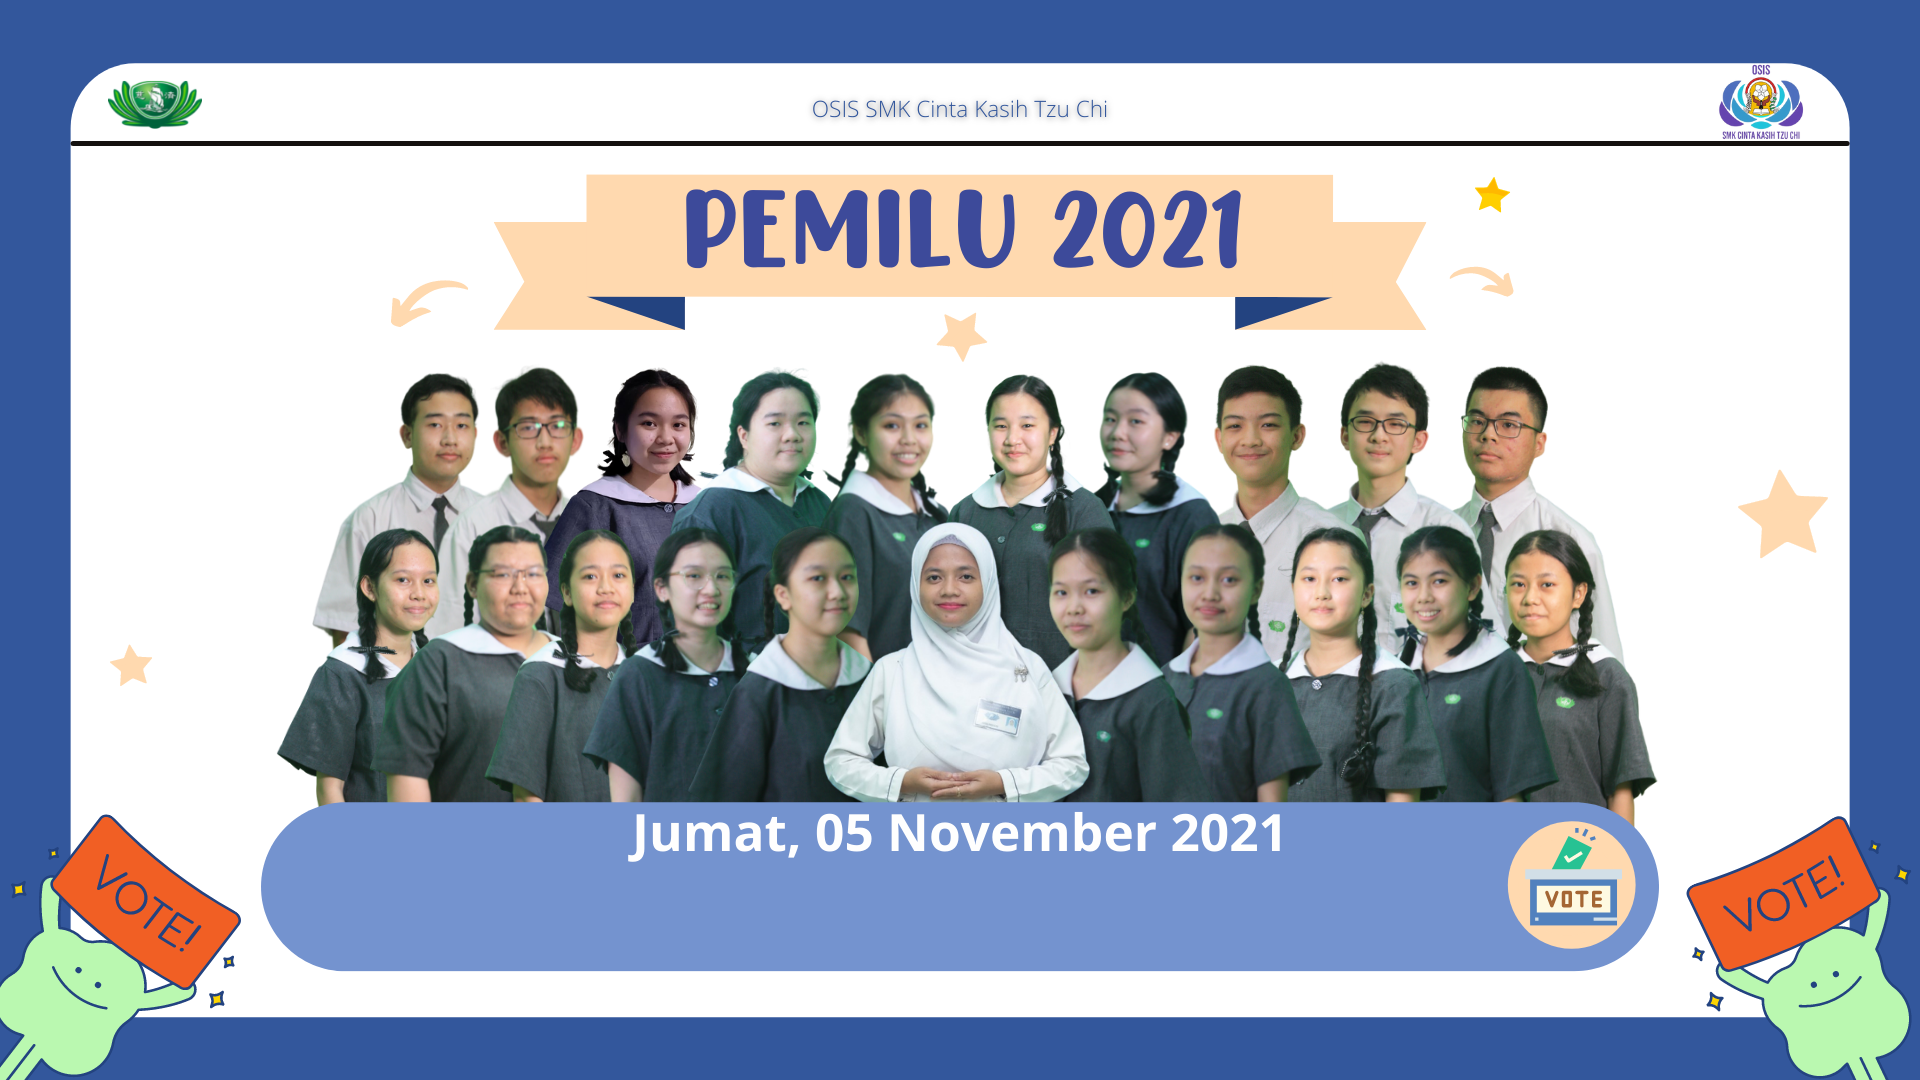 OSIS SMK Cinta Kasih Tzu Chi
OSIS
SMK CINTA KASIH TZU CHI
PEMILU 2021
Jumat, 05 November 2021
VOTE
VOTE!
VOTE!